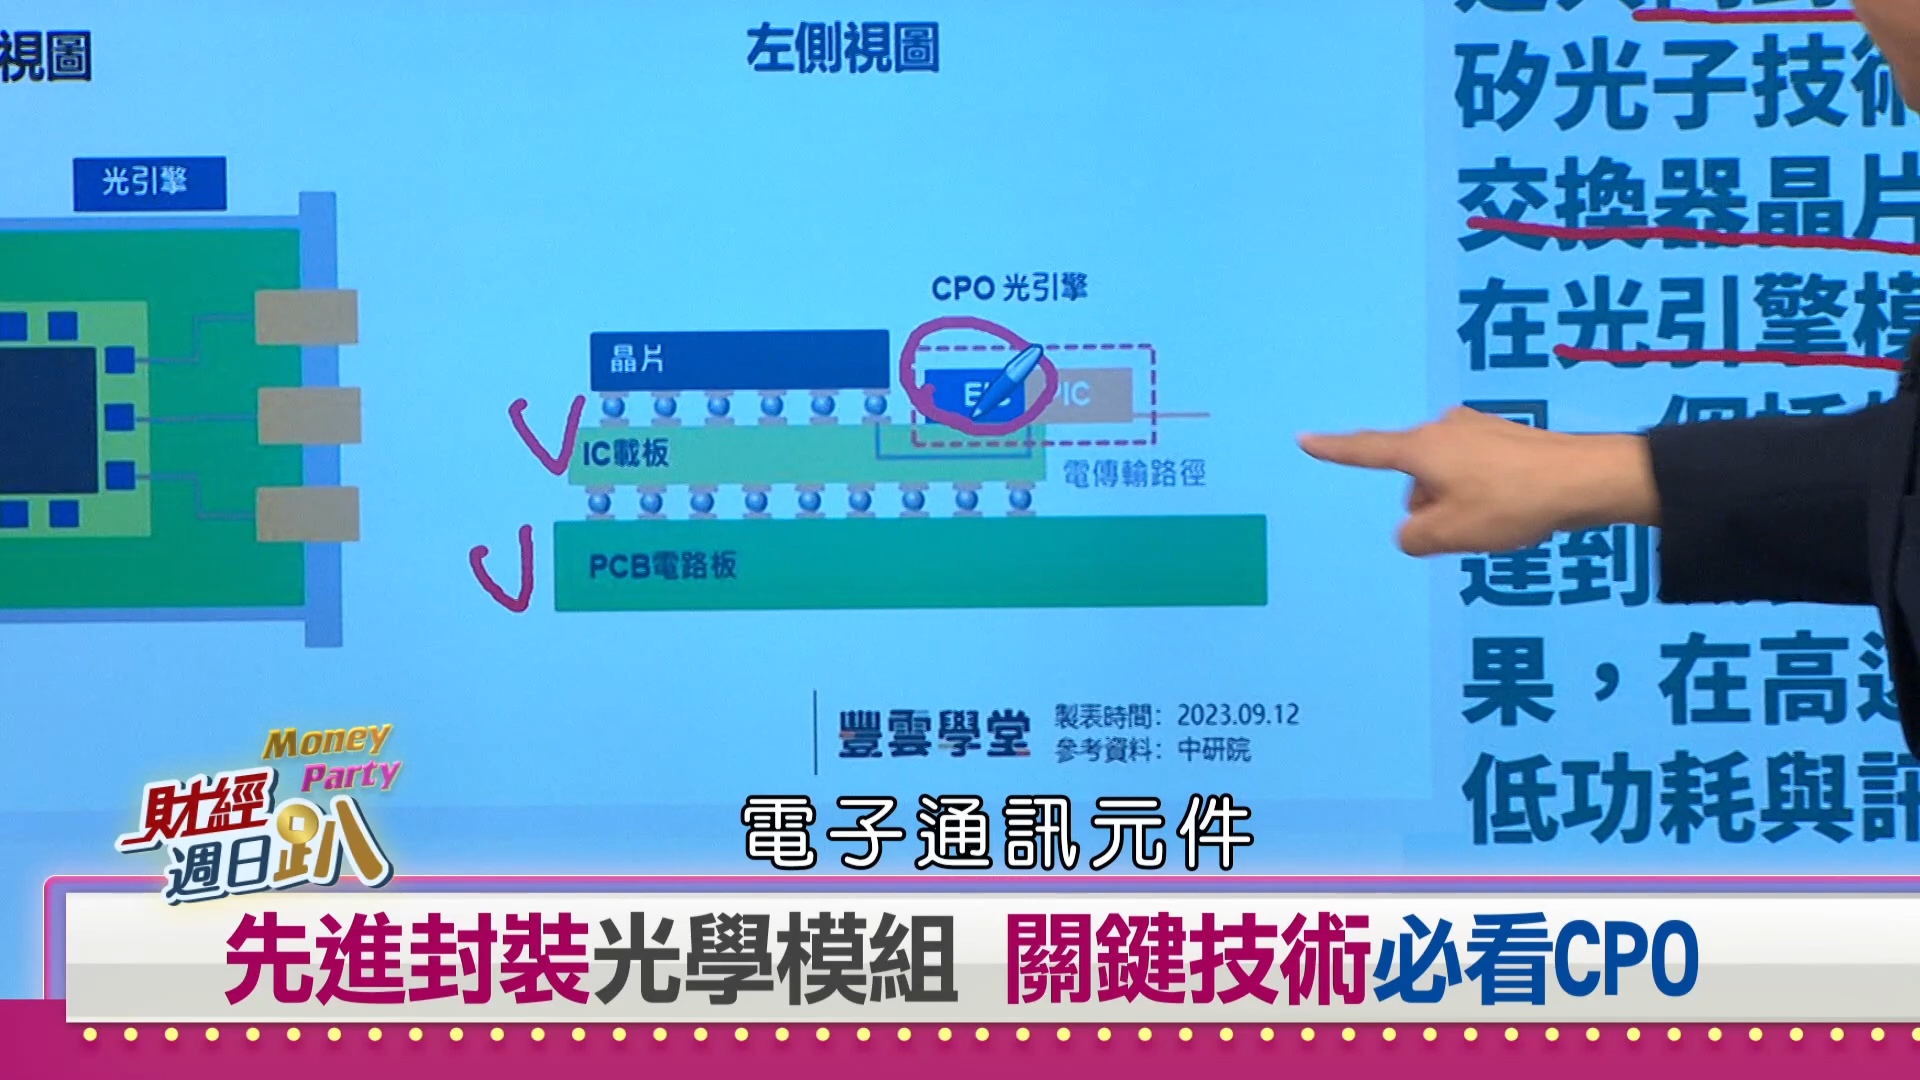 視圖
左側視圖
光引擎
CPO 光引擎
晶片
IC載板
電傳輸路徑
PCB電路板
豐雲學堂
製表時間：2023.09.12
參考資料：中研院
矽光子技術
交換器晶片
在光引擎模
達到
果，在高速
低功耗與訊
Money
Party
財經
週日趴
電子通訊元件
先進封裝光學模組 關鍵技術必看CPO